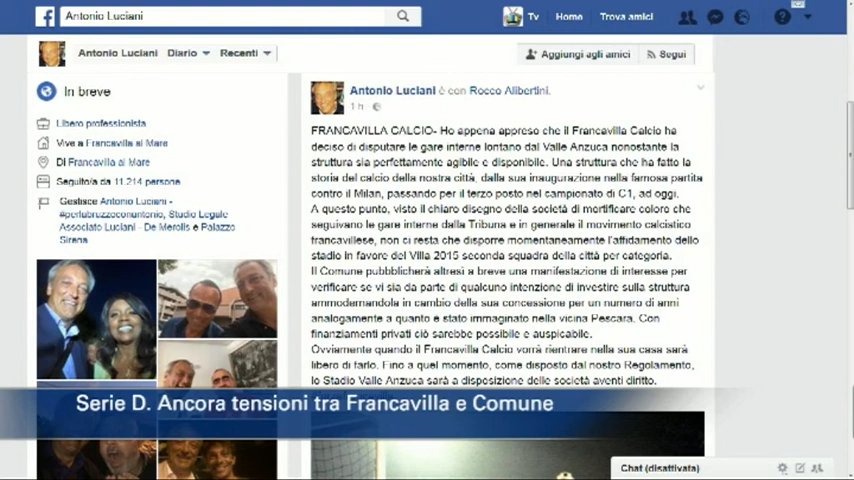 Antonio Luciani
Tv Home Trova amici
Antonio Luciani Diario Recenti
Aggiungi agli amici Segui
In breve
Libero professionista
Vive a Francavilla al Mare
Di Francavilla al Mare
Seguito/a da 11.214 persone
Gestisce Antonio Luciani -
#perlabruzzoconantonio, Studio Legale
Associato Luciani - De Merolis e Palazzo
Sirena
Antonio Luciani è con Rocco Alibertini.
1 h
FRANCAVILLA CALCIO- Ho appena appreso che il Francavilla Calcio ha
deciso di disputare le gare interne lontano dal Valle Anzuca nonostante la
struttura sia perfettamente agibile e disponibile. Una struttura che ha fatto la
storia del calcio della nostra città, dalla sua inaugurazione nella famosa partita
contro il Milan, passando per il terzo posto nel campionato di C1, ad oggi.
A questo punto, visto il chiaro disegno della società di mortificare coloro che
seguivano le gare interne dalla Tribuna e in generale il movimento calcistico
francavillese, non ci resta che disporre momentaneamente l'affidamento dello
stadio in favore del Villa 2015 seconda squadra della città per categoria.
Il Comune pubbblicherà altresì a breve una manifestazione di interesse per
verificare se vi sia da parte di qualcuno intenzione di investire sulla struttura
ammodernandola in cambio della sua concessione per un numero di anni
analogamente a quanto è stato immaginato nella vicina Pescara. Con
finanziamenti privati ciò sarebbe possibile e auspicabile.
Ovviamente quando il Francavilla Calcio vorrà rientrare nella sua casa sarà
libero di farlo. Fino a quel momento, come disposto dal nostro Regolamento,
lo Stadio Valle Anzuca sarà a disposizione delle società aventi diritto.
Serie D. Ancora tensioni tra Francavilla e Comune
Chat (disattivata)